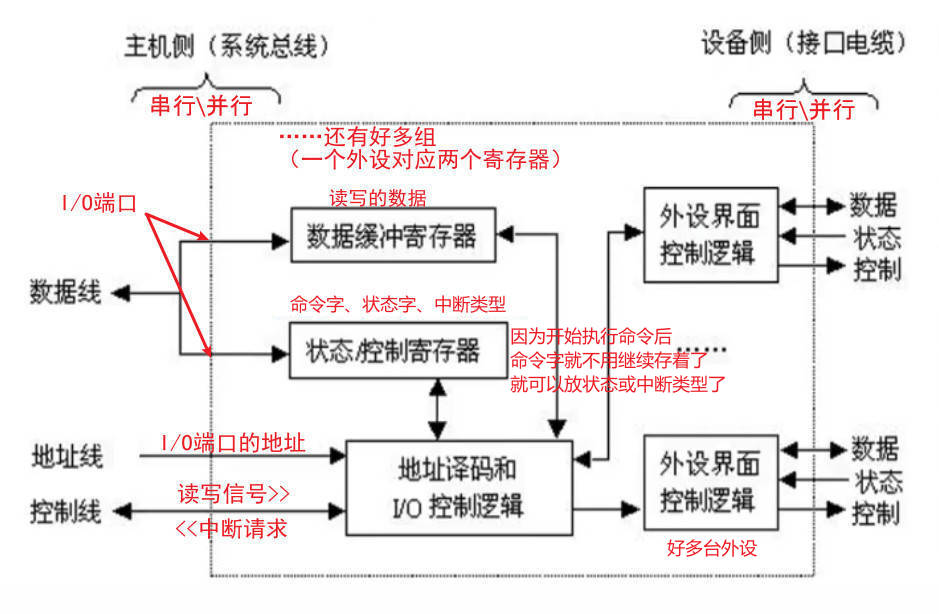 主机侧（系统总线）
设备侧（接口电缆）
串行\并行
串行\并行
……还有好多组
（一个外设对应两个寄存器）
I/O端口
读写的数据
数据缓冲寄存器
外设界面
控制逻辑
数据
状态
控制
数据线
命令字、状态字、中断类型
状态/控制寄存器
因为开始执行命令后
命令字就不用继续存着了
就可以放状态或中断类型了
……
地址线
I/O端口的地址
地址译码和
I/O 控制逻辑
外设界面
控制逻辑
数据
状态
控制
控制线
读写信号>>
<<中断请求
好多台外设